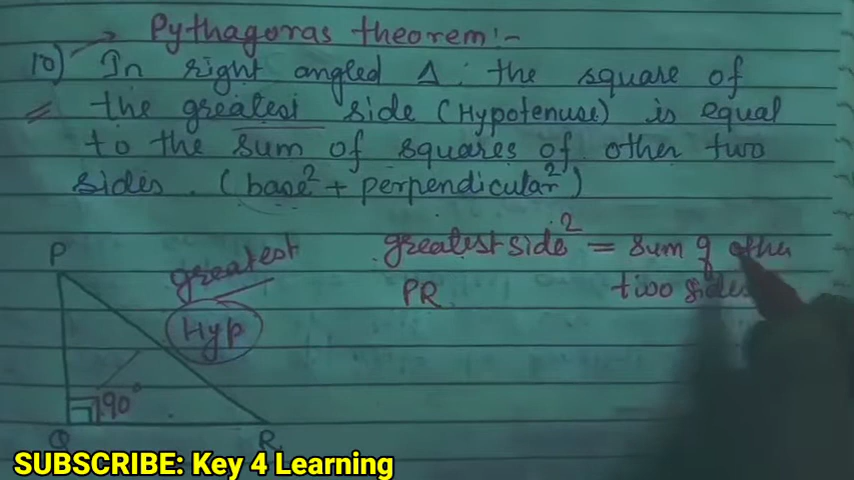 Pythagoras theorem:-
10) In right angled Δ. the square of
the greatest side (Hypotenuse) is equal
to the sum of squares of other two
sides. (base² + perpendicular²)
P
greatest
greatest side² = sum of other
Hyp
PR
two sides
90°
Q
R
SUBSCRIBE: Key 4 Learning